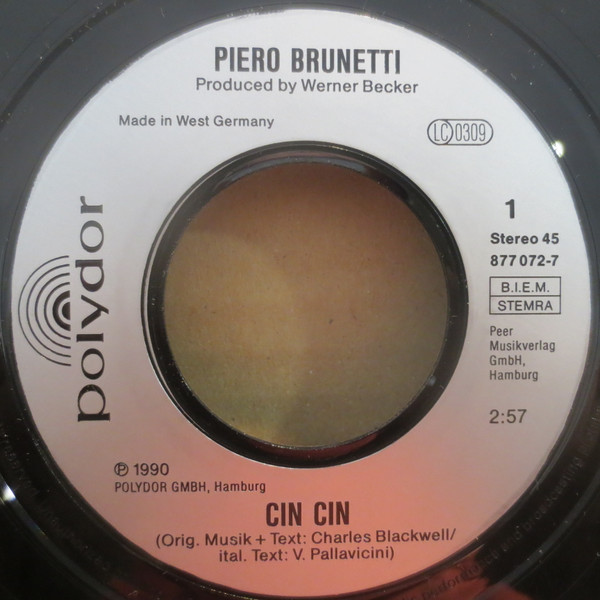 PIERO BRUNETTI
Produced by Werner Becker
Made in West Germany
LC 0309
1
Stereo 45
877 072-7
B.I.E.M.
STEMRA
Peer
Musikverlag
GmbH,
Hamburg
2:57
polydor
℗ 1990
POLYDOR GMBH, Hamburg
CIN CIN
(Orig. Musik + Text: Charles Blackwell/
ital. Text: V. Pallavicini)